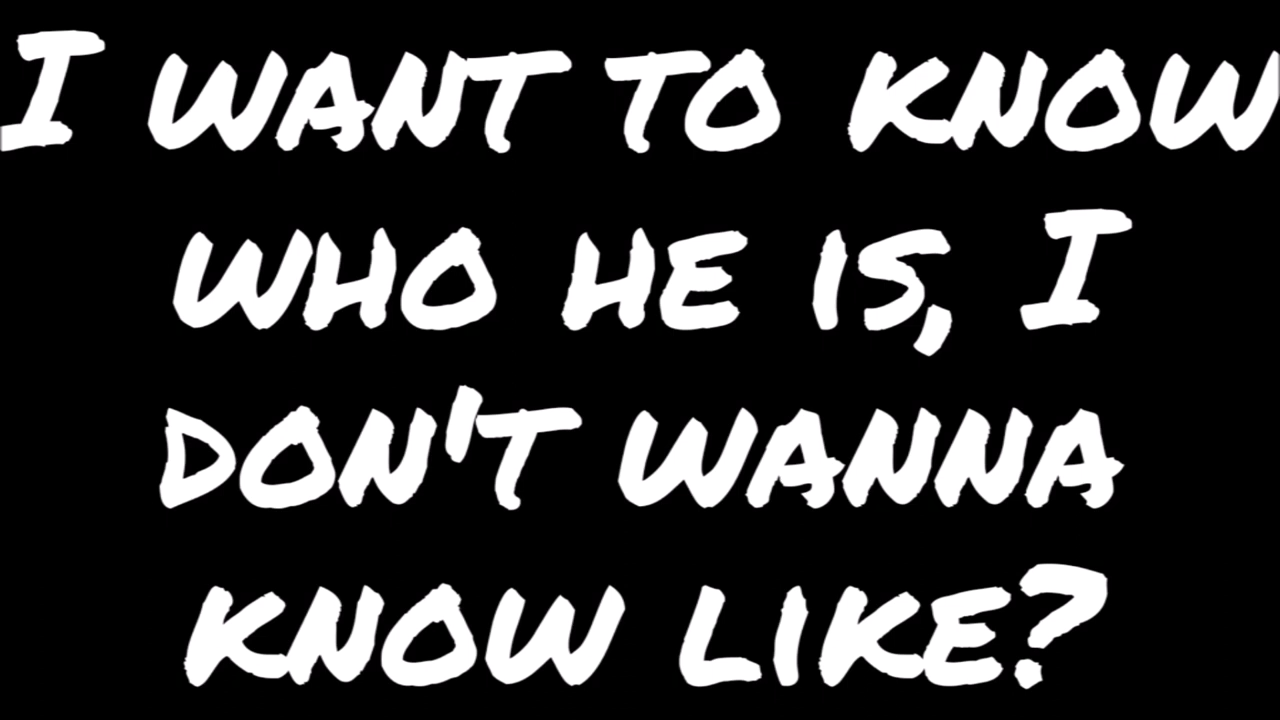 I WANT TO KNOW
WHO HE IS, I
DON'T WANNA
KNOW LIKE?